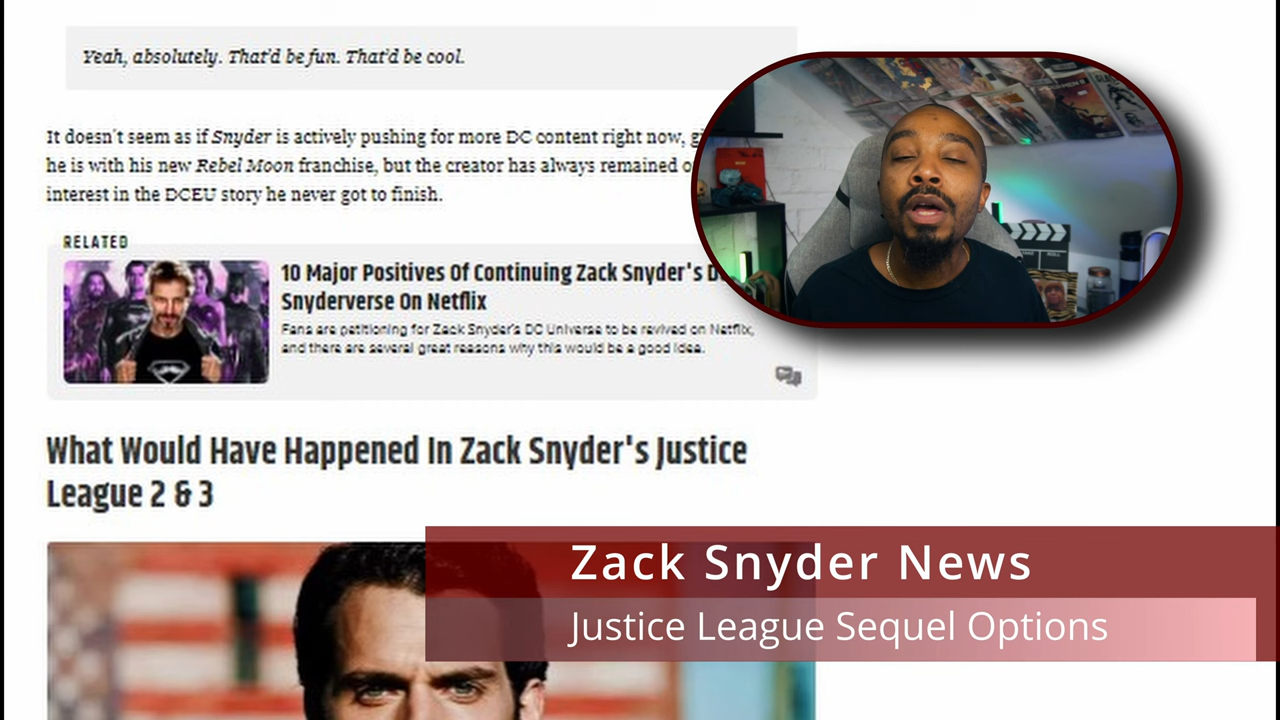 Yeah, absolutely. That'd be fun. That'd be cool.
It doesn't seem as if Snyder is actively pushing for more DC content right now,
he is with his new Rebel Moon franchise, but the creator has always remained
interest in the DCEU story he never got to finish.
RELATED
10 Major Positives Of Continuing Zack Snyder's
Snyderverse On Netflix
Fans are petitioning for Zack Snyder's DC Universe to be revived on Netflix,
and there are several great reasons why this would be a good idea.
What Would Have Happened In Zack Snyder's Justice
League 2 & 3
Zack Snyder News
Justice League Sequel Options